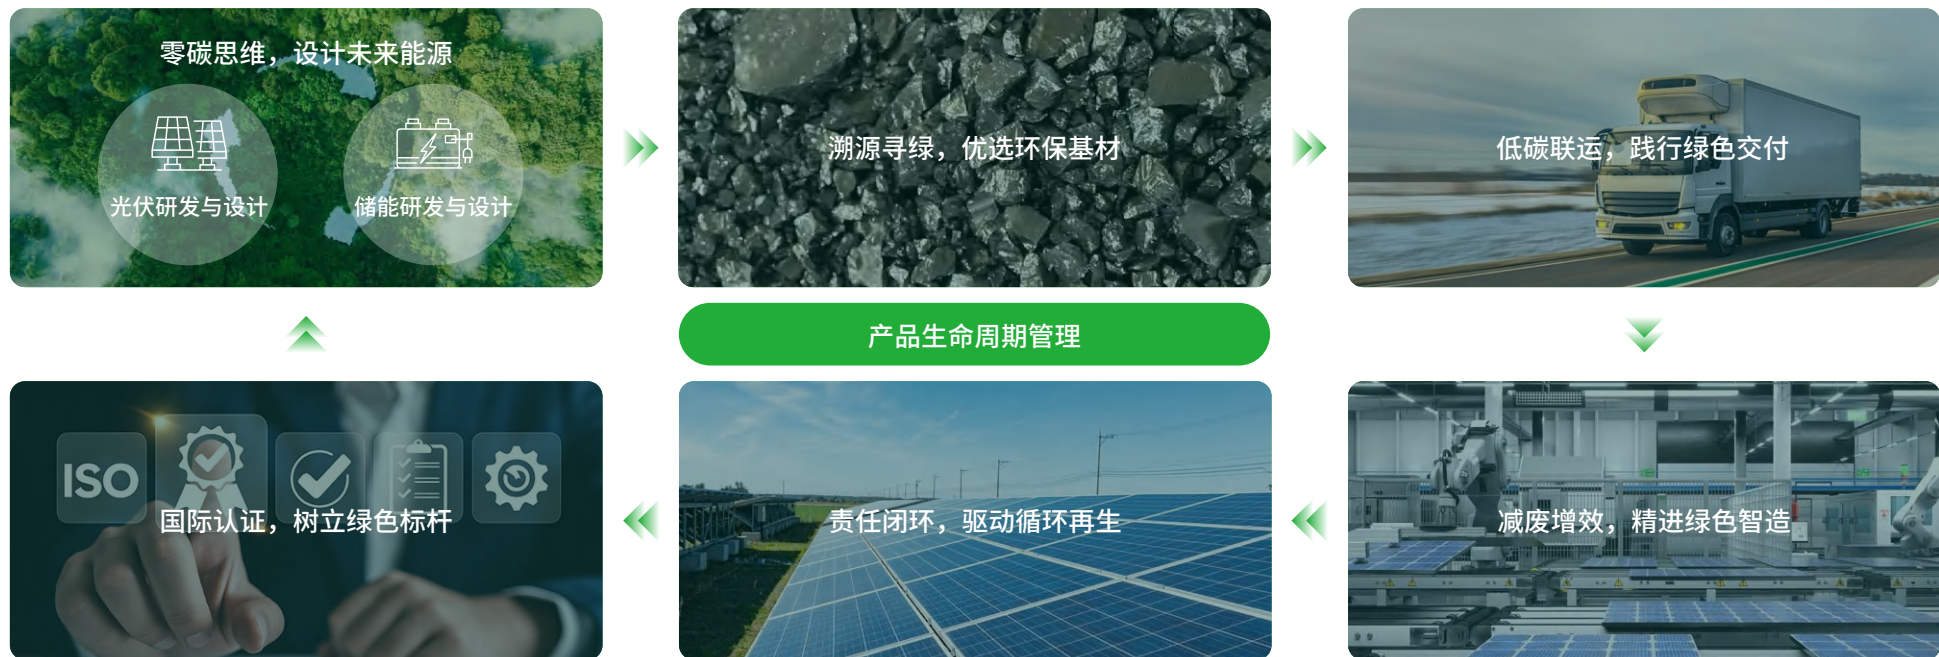 零碳思维，设计未来能源
光伏研发与设计
储能研发与设计
溯源寻绿，优选环保基材
低碳联运，践行绿色交付
产品生命周期管理
ISO
国际认证，树立绿色标杆
责任闭环，驱动循环再生
减废增效，精进绿色智造